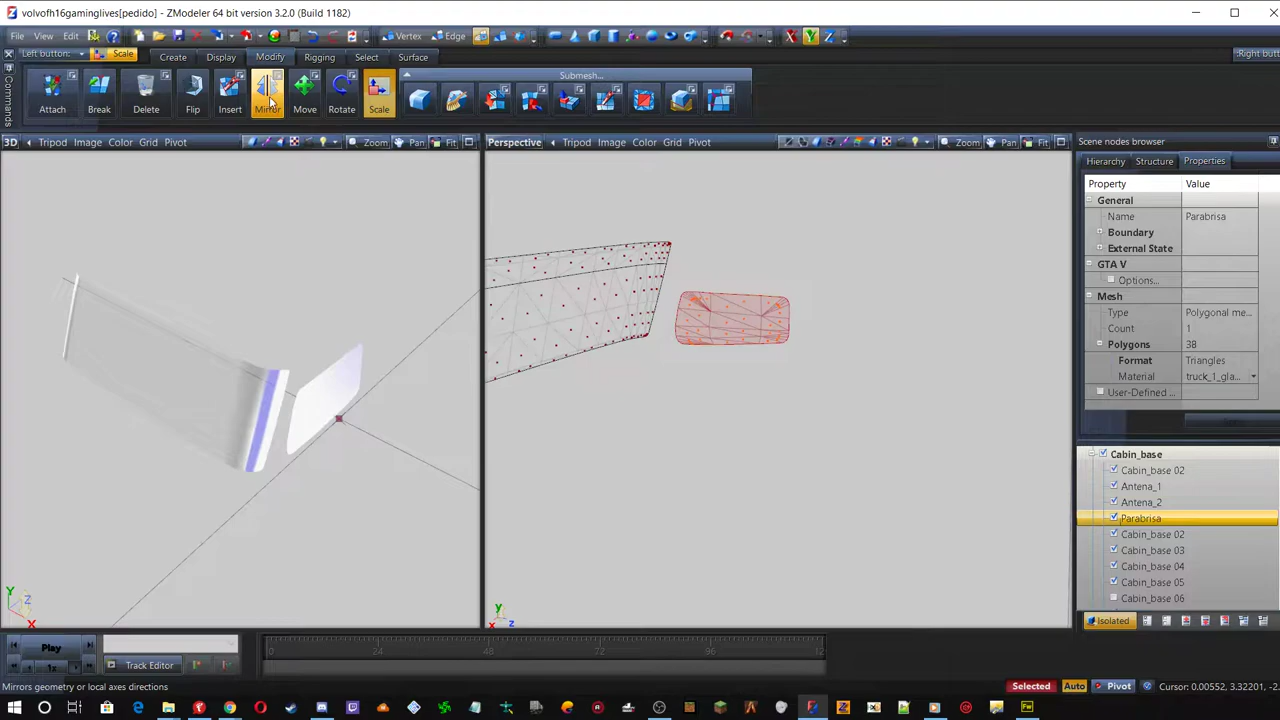 volvofh16gaminglives[pedido] - ZModeler 64 bit version 3.2.0 (Build 1182)
File View Edit Vertex Edge X Y Z
Left button: Scale Create Display Modify Rigging Select Surface :Right butt
Commands
Attach Break Delete Flip Insert Mirror Move Rotate Scale
Submesh...
3D Tripod Image Color Grid Pivot Zoom Pan Fit
Perspective Tripod Image Color Grid Pivot Zoom Pan Fit
Scene nodes browser
Hierarchy Structure Properties
Property Value
General
Name Parabrisa
Boundary
External State
GTA V
Options...
Mesh
Type Polygonal me...
Count 1
Polygons 38
Format Triangles
Material truck_1_gla...
User-Defined ...
Cabin_base
Cabin_base 02
Antena_1
Antena_2
Parabrisa
Cabin_base 02
Cabin_base 03
Cabin_base 04
Cabin_base 05
Cabin_base 06
Y Z X
y x z
Isolated
Play
1x
Track Editor
0 24 48 72 96 12
Mirrors geometry or local axes directions
Selected Auto Pivot Cursor: 0.00552, 3.32201, -2.